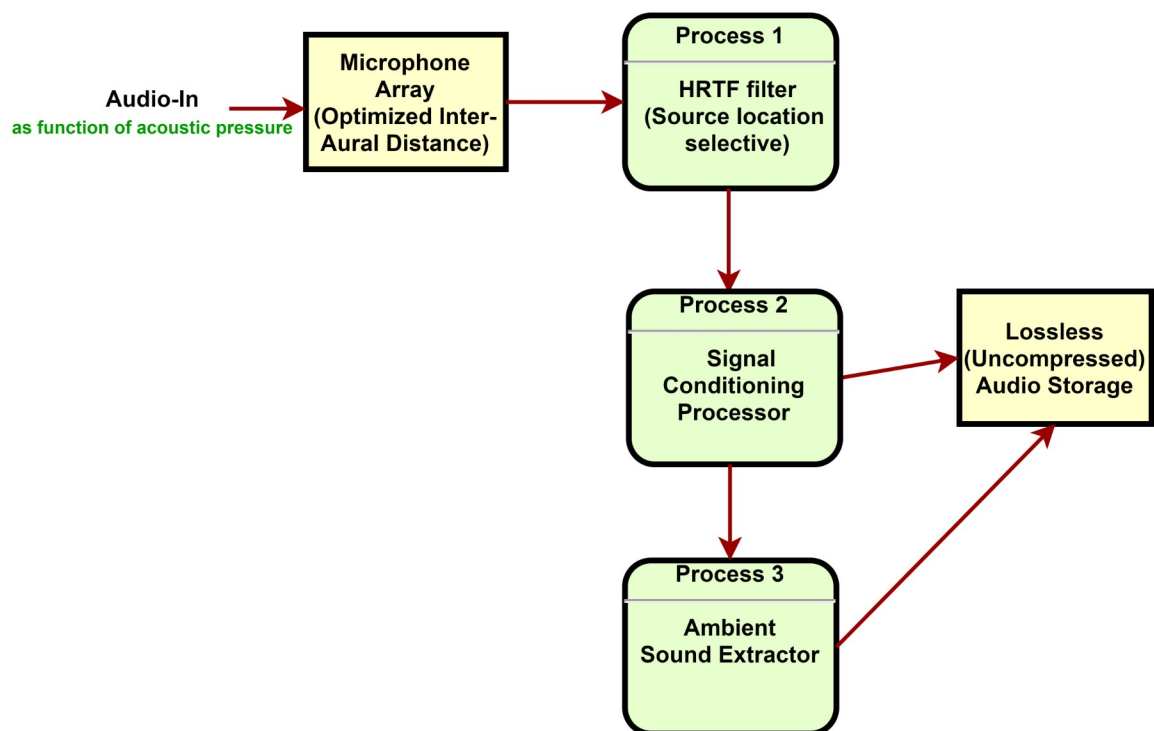 Audio-In
as function of acoustic pressure
Microphone
Array
(Optimized Inter-
Aural Distance)
Process 1
HRTF filter
(Source location
selective)
Process 2
Signal
Conditioning
Processor
Lossless
(Uncompressed)
Audio Storage
Process 3
Ambient
Sound Extractor